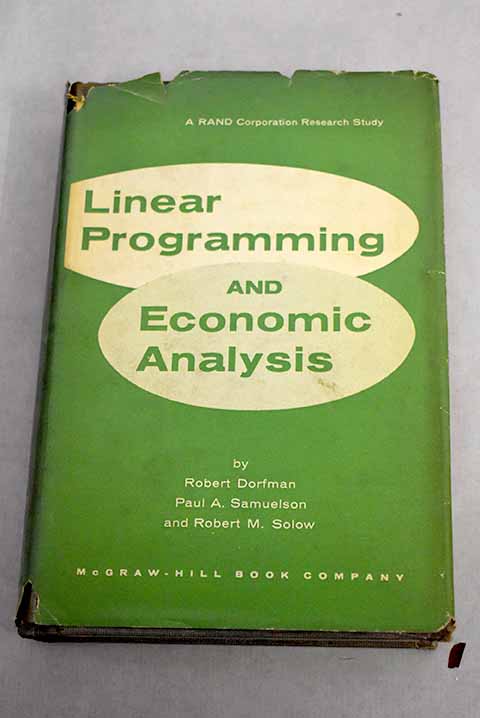 A RAND Corporation Research Study
Linear
Programming
AND
Economic
Analysis
by
Robert Dorfman
Paul A. Samuelson
and Robert M. Solow
McGRAW-HILL BOOK COMPANY